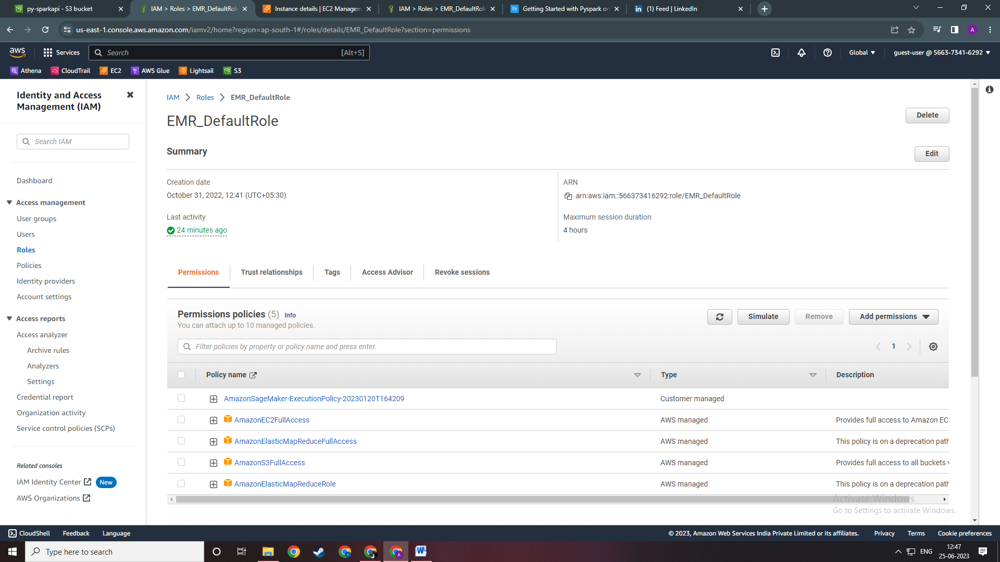 py-sparkapi - S3 bucket
IAM > Roles > EMR_DefaultRole
Instance details | EC2 Managem
IAM > Roles > EMR_DefaultRole
Getting Started with Pyspark on
(1) Feed | LinkedIn
us-east-1.console.aws.amazon.com/iamv2/home?region=ap-south-1#/roles/details/EMR_DefaultRole?section=permissions
A
aws
Services
Search
[Alt+S]
Global
guest-user @ 5663-7341-6292
Athena
CloudTrail
EC2
AWS Glue
Lightsail
S3
Identity and Access
Management (IAM)
Search IAM
Dashboard
Access management
User groups
Users
Roles
Policies
Identity providers
Account settings
Access reports
Access analyzer
Archive rules
Analyzers
Settings
Credential report
Organization activity
Service control policies (SCPs)
Related consoles
IAM Identity Center New
AWS Organizations
IAM > Roles > EMR_DefaultRole
EMR_DefaultRole
Delete
Summary
Edit
Creation date
October 31, 2022, 12:41 (UTC+05:30)
ARN
arn:aws:iam::566373416292:role/EMR_DefaultRole
Last activity
24 minutes ago
Maximum session duration
4 hours
Permissions
Trust relationships
Tags
Access Advisor
Revoke sessions
Permissions policies (5) Info
You can attach up to 10 managed policies.
Simulate
Remove
Add permissions
Filter policies by property or policy name and press enter.
1
Policy name Type Description
AmazonSageMaker-ExecutionPolicy-20230120T164209 Customer managed
AmazonEC2FullAccess AWS managed Provides full access to Amazon EC
AmazonElasticMapReduceFullAccess AWS managed This policy is on a deprecation path
AmazonS3FullAccess AWS managed Provides full access to all buckets v
AmazonElasticMapReduceRole AWS managed This policy is on a deprecation path
Activate Windows
Go to Settings to activate Windows.
CloudShell
Feedback
Language
© 2023, Amazon Web Services India Private Limited or its affiliates.
Privacy
Terms
Cookie preferences
Type here to search
ENG
12:47
25-06-2023